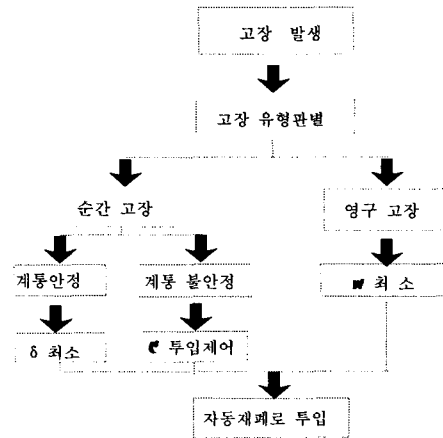 고장 발생
고장 유형판별
순간 고장
영구 고장
계통안정
계통 불안정
최 소
δ 최소
투입제어
자동재폐로 투입